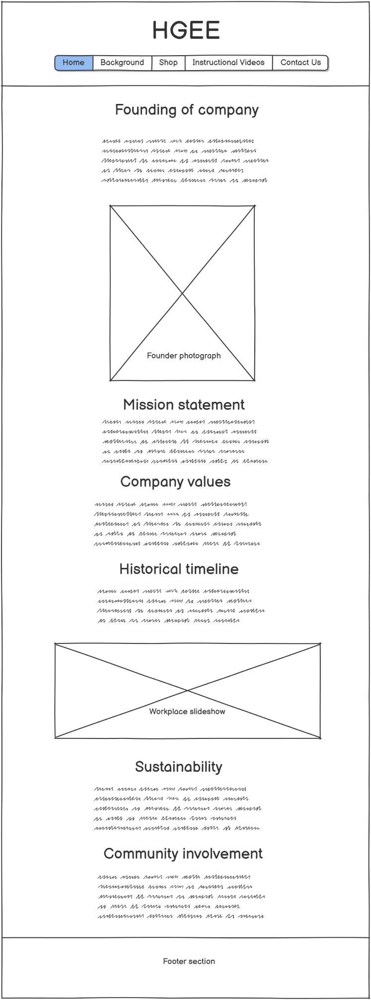 HGEE
Home Background Shop Instructional Videos Contact Us
Founding of company
Founder photograph
Mission statement
Company values
Historical timeline
Workplace slideshow
Sustainability
Community involvement
Footer section